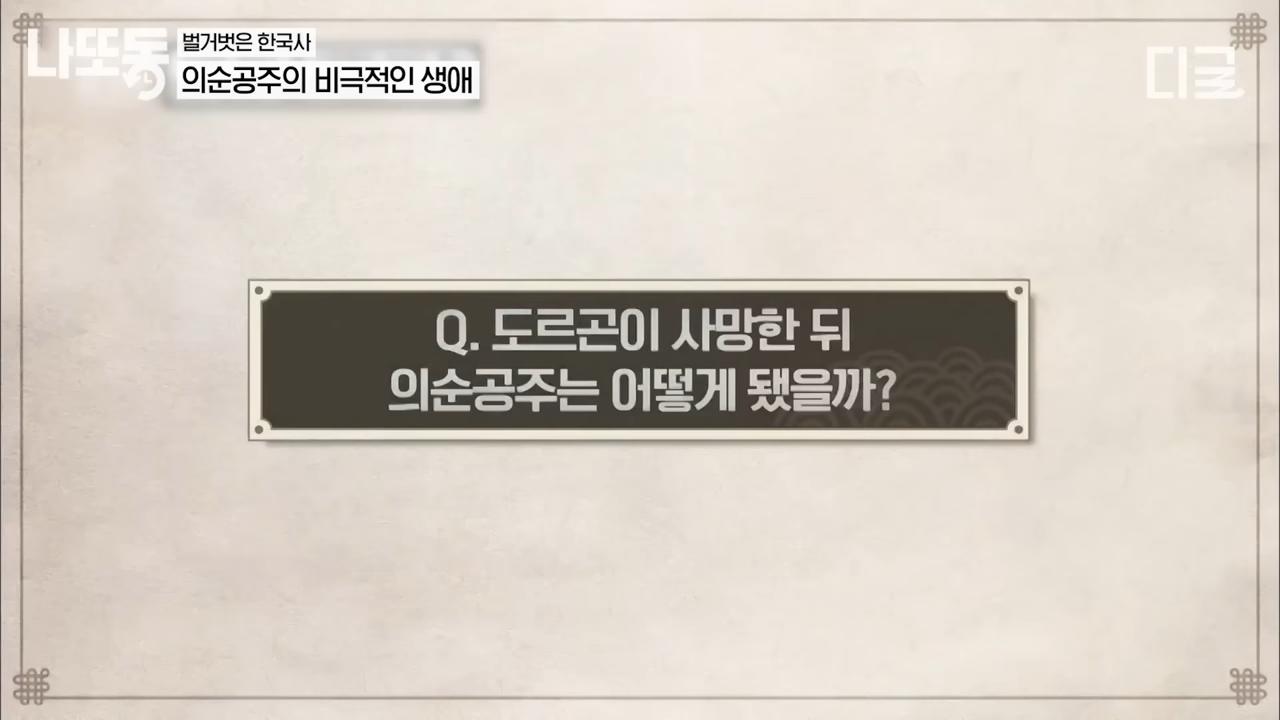 나또동
벌거벗은 한국사
의순공주의 비극적인 생애
디글
Q. 도르곤이 사망한 뒤
의순공주는 어떻게 됐을까?